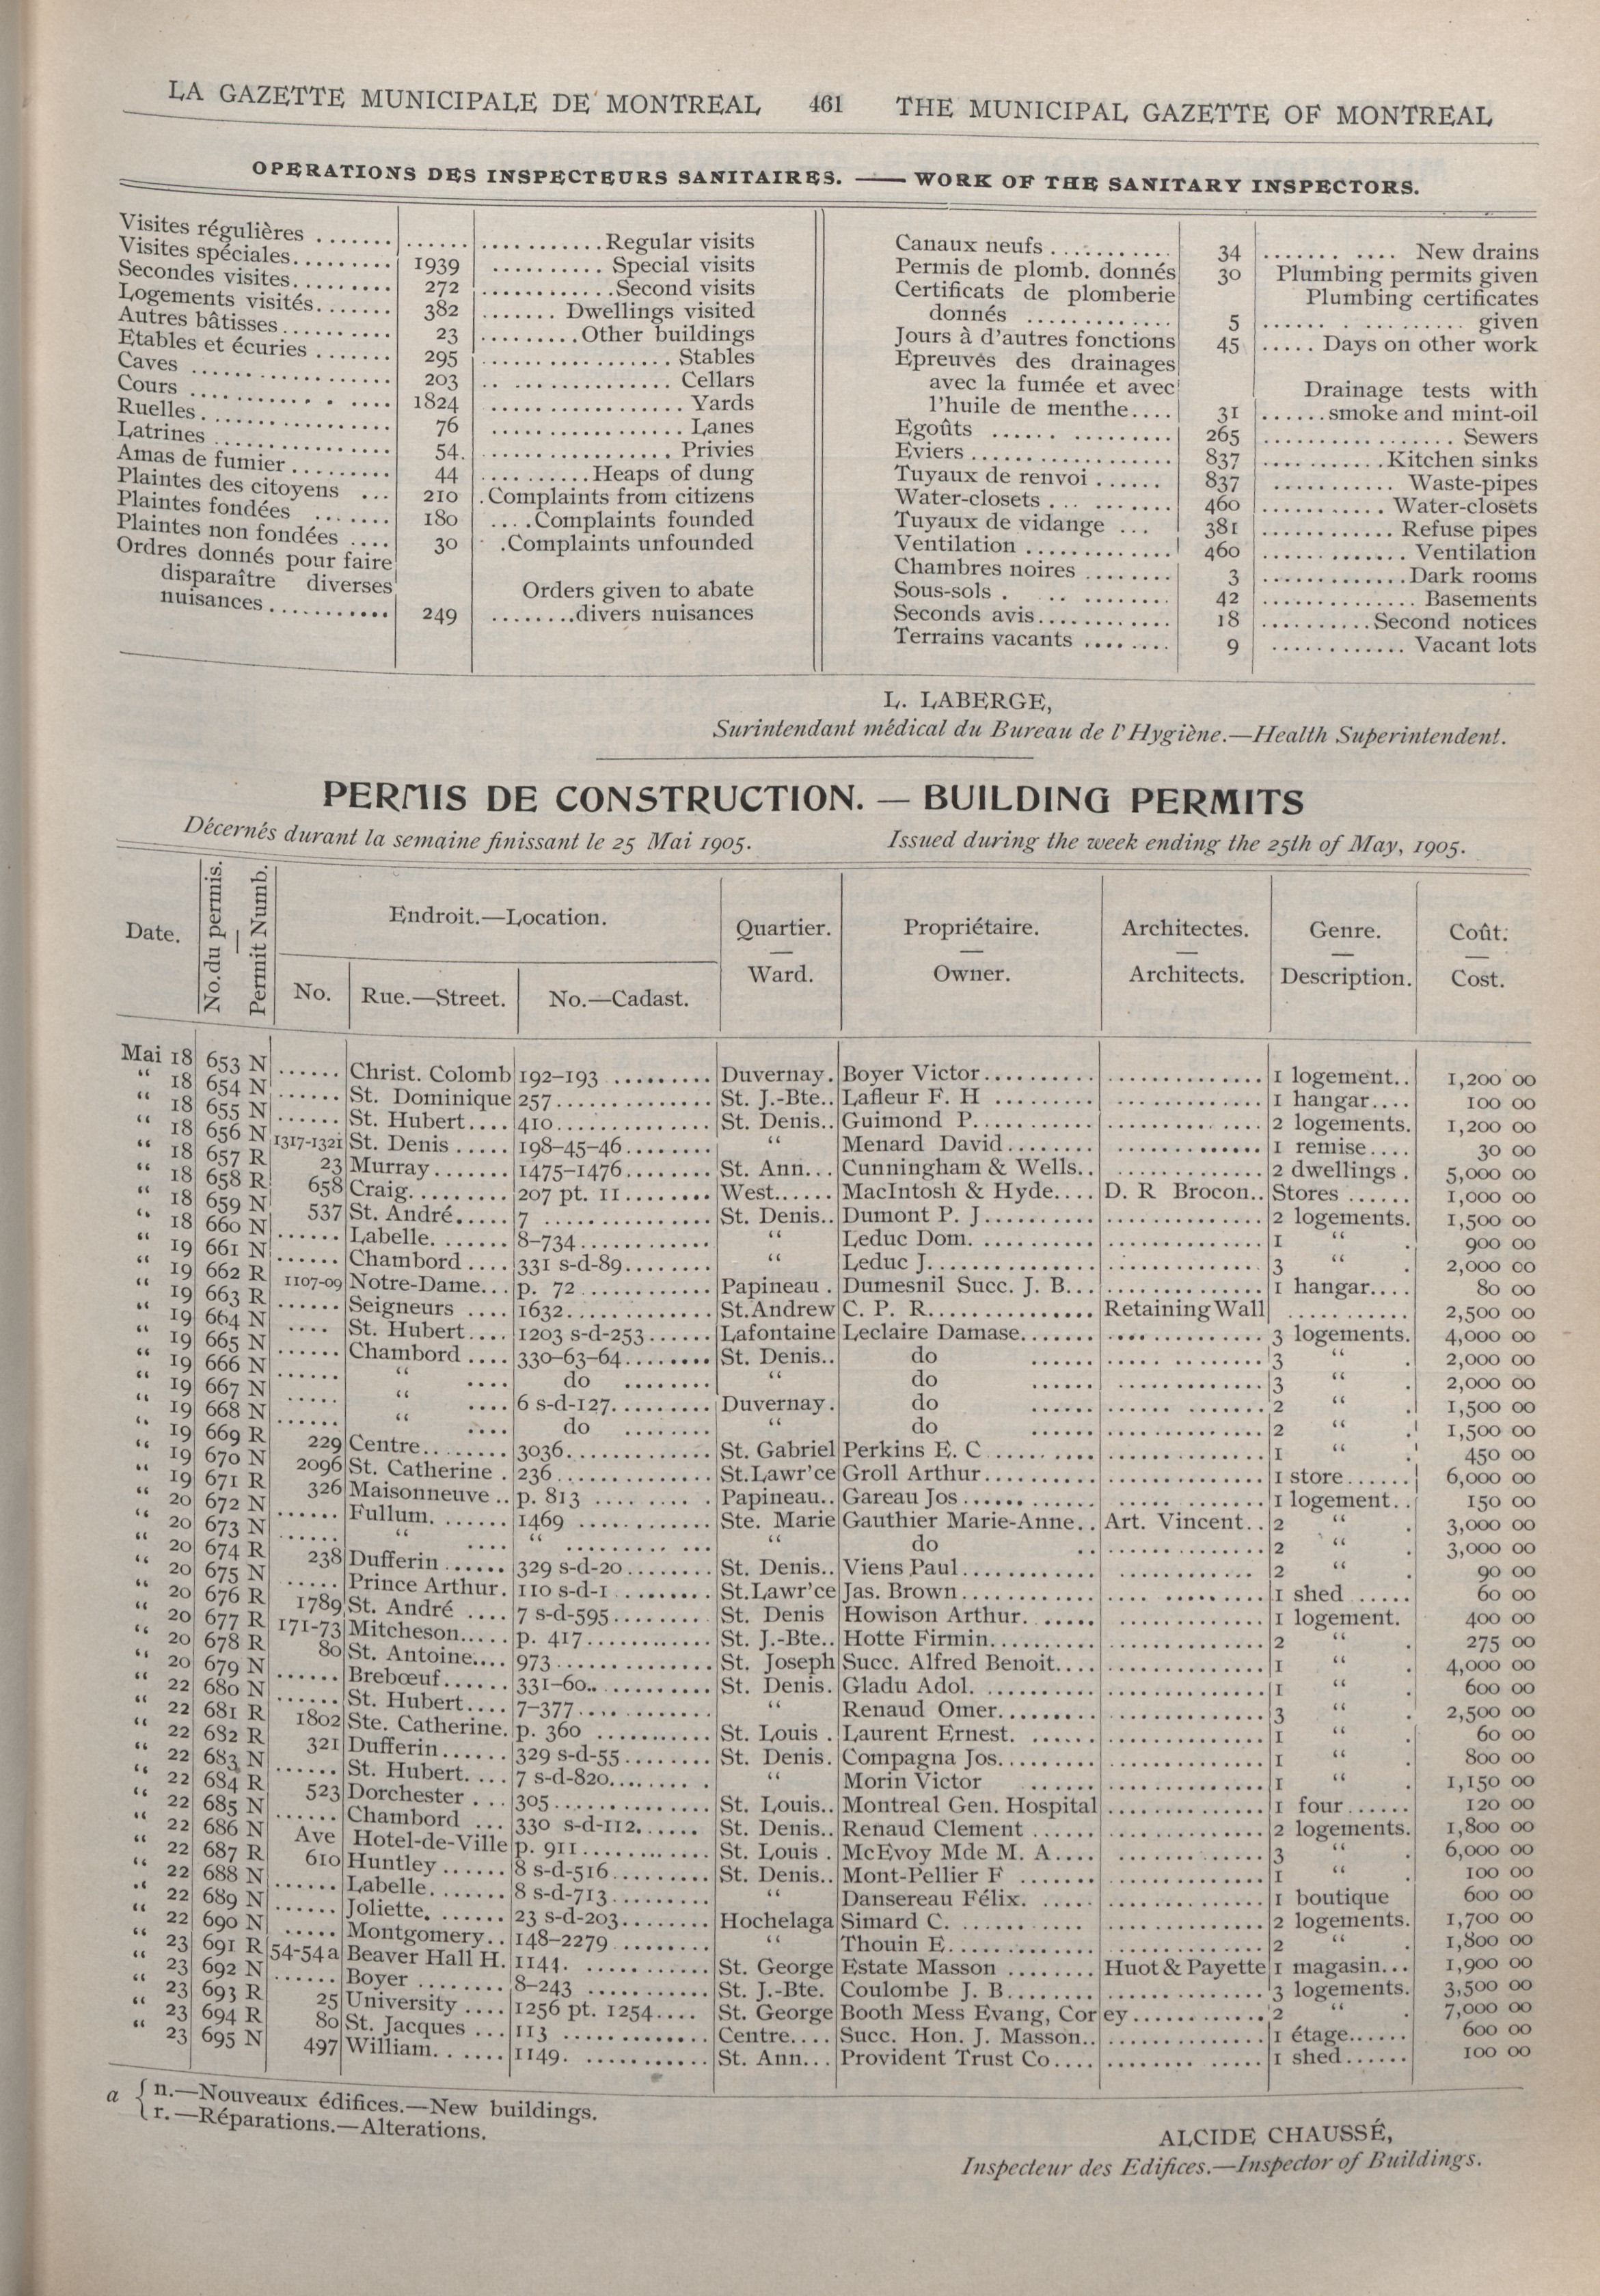 LA GAZETTE MUNICIPALE DE MONTREAL 461 THE MUNICIPAL GAZETTE OF MONTREAL
OPERATIONS DES INSPECTEURS SANITAIRES. — WORK OF THE SANITARY INSPECTORS.
Visites régulières ....... ...... ............Regular visits
Visites spéciales......... 1939 .......... Special visits
Secondes visites......... 272 ............Second visits
Logements visités....... 382 ....... Dwellings visited
Autres bâtisses........... 23 .........Other buildings
Etables et écuries ....... 295 .................Stables
Caves .................. 203 ................. Cellars
Cours .................. 1824 ................. Yards
Ruelles.................. 76 ................. Lanes
Latrines ................ 54. ................. Privies
Amas de fumier ......... 44 ..........Heaps of dung
Plaintes des citoyens ... 210 .Complaints from citizens
Plaintes fondées ....... 180 ....Complaints founded
Plaintes non fondées .... 30 .Complaints unfounded
Ordres donnés pour faire
disparaître diverses Orders given to abate
nuisances........... 249 ........divers nuisances
Canaux neufs ........... 34 ........... New drains
Permis de plomb. donnés 30 Plumbing permits given
Certificats de plomberie Plumbing certificates
donnés ............. 5 ................ given
Jours à d'autres fonctions 45 ..... Days on other work
Epreuves des drainages
avec la fumée et avec Drainage tests with
l'huile de menthe.... 31 ......smoke and mint-oil
Egoûts ............... 265 ................. Sewers
Eviers.................. 837 ...........Kitchen sinks
Tuyaux de renvoi ...... 837 ........... Waste-pipes
Water-closets........... 460 ........... Water-closets
Tuyaux de vidange ... 381 ............ Refuse pipes
Ventilation ............. 460 ............. Ventilation
Chambres noires ........ 3 .............Dark rooms
Sous-sols . .. ........ 42 .............. Basements
Seconds avis............ 18 ..........Second notices
Terrains vacants ........ 9 ............ Vacant lots
L. LABERGE,
Surintendant médical du Bureau de l'Hygiène.—Health Superintendent.
PERMIS DE CONSTRUCTION. — BUILDING PERMITS
Décernés durant la semaine finissant le 25 Mai 1905. Issued during the week ending the 25th of May, 1905.
Date. No. du permis. — Permit Numb. Endroit.—Location. Quartier. — Ward. Propriétaire. — Owner. Architectes. — Architects. Genre. — Description. Coût. — Cost.
No. Rue.—Street. No.—Cadast.
Mai 18 653 N ...... Christ. Colomb 192-193 ......... Duvernay. Boyer Victor.......... ............. 1 logement.. 1,200 00
“ 18 654 N ...... St. Dominique 257............. St. J.-Bte.. Lafleur F. H ......... ............. 1 hangar.... 100 00
“ 18 655 N ...... St. Hubert.... 410............. St. Denis.. Guimond P........... ............. 2 logements. 1,200 00
“ 18 656 N 1317-1321 St. Denis ..... 198-45-46........ “ Menard David........ ............. 1 remise.... 30 00
“ 18 657 R 23 Murray....... 1475-1476........ St. Ann... Cunningham & Wells.. ............. 2 dwellings . 5,000 00
“ 18 658 R 658 Craig......... 207 pt. 11........ West...... MacIntosh & Hyde.... D. R Brocon.. Stores ...... 1,000 00
“ 18 659 N 537 St. André..... 7 .............. St. Denis.. Dumont P. J.......... ............. 2 logements. 1,500 00
“ 18 660 N ...... Labelle. ....... 8-734............ “ Leduc Dom. .......... ............. 1 “ . 900 00
“ 19 661 N ...... Chambord .... 331 s-d-89........ “ Leduc J.............. ............. 3 “ . 2,000 00
“ 19 662 R 1107-09 Notre-Dame... p. 72............ Papineau . Dumesnil Succ. J. B... ............. 1 hangar.... 80 00
“ 19 663 R ...... Seigneurs .... 1632............. St.Andrew C. P. R............... Retaining Wall ........... 2,500 00
“ 19 664 N .... St. Hubert.... 1203 s-d-253...... Lafontaine Leclaire Damase....... ............. 3 logements. 4,000 00
“ 19 665 N ...... Chambord .... 330-63-64........ St. Denis.. do ...... ............. 3 “ . 2,000 00
“ 19 666 N ...... “ .... do ........ “ do ...... ............. 3 “ . 2,000 00
“ 19 667 N ..... “ .... 6 s-d-127......... Duvernay. do ...... ............. 2 “ . 1,500 00
“ 19 668 N ...... “ .... do ........ “ do ...... ............. 2 “ . 1,500 00
“ 19 669 R 229 Centre........ 3036............. St. Gabriel Perkins E. C ......... ............. 1 “ 450 00
“ 19 670 N 2096 St. Catherine . 236............. St.Lawr'ce Groll Arthur.......... ............. 1 store...... 6,000 00
“ 19 671 R 326 Maisonneuve .. p. 813 ......... Papineau.. Gareau Jos ............ ............. 1 logement.. 150 00
“ 20 672 N ...... Fullum. ...... 1469 ............ Ste. Marie Gauthier Marie-Anne.. Art. Vincent.. 2 “ . 3,000 00
“ 20 673 N ...... “ .... “ ......... ... “ do .. ............. 2 “ . 3,000 00
“ 20 674 R 238 Dufferin ...... 329 s-d-20........ St. Denis.. Viens Paul............ ............ 2 “ . 90 00
“ 20 675 N ..... Prince Arthur. 110 s-d-1 ........ St.Lawr'ce Jas. Brown............ ............. 1 shed ..... 60 00
“ 20 676 R 1789 St. André .... 7 s-d-595......... St. Denis Howison Arthur. ...... ............. 1 logement. 400 00
“ 20 677 R 171-73 Mitcheson..... p. 417............ St. J.-Bte.. Hotte Firmin.......... ............. 2 “ . 275 00
“ 20 678 R 80 St. Antoine.... 973.............. St. Joseph Succ. Alfred Benoit.... ............. 1 “ . 4,000 00
“ 20 679 N ...... Brebœuf...... 331-60............ St. Denis. Gladu Adol. .......... ............. 1 “ . 600 00
“ 22 680 N ...... St. Hubert.... 7-377............ “ Renaud Omer......... ............. 3 “ . 2,500 00
“ 22 681 R 1802 Ste. Catherine. p. 360 ........... St. Louis . Laurent Ernest. ...... ............. 1 “ . 60 00
“ 22 682 R 321 Dufferin...... 329 s-d-55........ St. Denis. Compagna Jos......... ............. 1 “ . 800 00
“ 22 683 N ...... St. Hubert. ... 7 s-d-820........ . “ Morin Victor ...... ............. 1 “ . 1,150 00
“ 22 684 R 523 Dorchester ... 305............... St. Louis.. Montreal Gen. Hospital ............. 1 four...... 120 00
“ 22 685 N ...... Chambord ... 330 s-d-112...... St. Denis.. Renaud Clement ...... ............. 2 logements. 1,800 00
“ 22 686 N Ave Hotel-de-Ville p. 911............ St. Louis . McEvoy Mde M. A.... ............. 3 “ . 6,000 00
“ 22 687 R 610 Huntley ...... 8 s-d-516......... St. Denis.. Mont-Pellier F ....... ............. 1 “ . 100 00
“ 22 688 N ...... Labelle........ 8 s-d-713......... “ Dansereau Félix. ..... ............. 1 boutique 600 00
“ 22 689 N ...... Joliette. ...... 23 s-d-203........ Hochelaga Simard C. ............ ............. 2 logements. 1,700 00
“ 22 690 N ..... Montgomery.. 148-2279 ......... “ Thouin E............. ............. 2 “ . 1,800 00
“ 23 691 R 54-54a Beaver Hall H. 1141. ........... St. George Estate Masson ........ Huot & Payette 1 magasin... 1,900 00
“ 23 692 N ...... Boyer ........ 8-243 ........... St. J.-Bte. Coulombe J. B........ ............. 3 logements. 3,500 00
“ 23 693 R 25 University .... 1256 pt. 1254.... St. George Booth Mess Evang, Corey............ 2 “ . 7,000 00
“ 23 694 R 80 St. Jacques ... 113 ............. Centre.... Succ. Hon. J. Masson.. ............. 1 étage...... 600 00
“ 23 695 N 497 William. ...... 1149. ........... St. Ann... Provident Trust Co.... ............. 1 shed...... 100 00
a { n.—Nouveaux édifices.—New buildings.
r.—Réparations.—Alterations.
ALCIDE CHAUSSÉ,
Inspecteur des Edifices.—Inspector of Buildings.